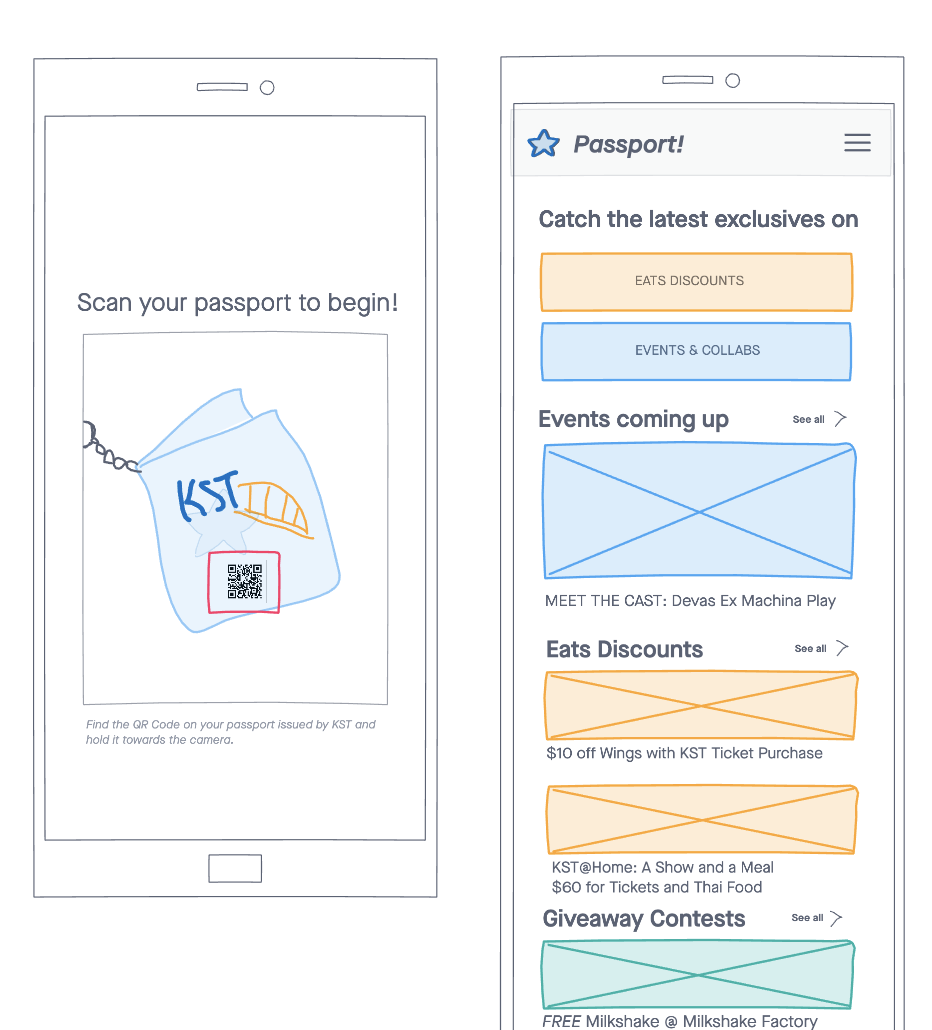 Scan your passport to begin!
KST
Find the QR Code on your passport issued by KST and
hold it towards the camera.
Passport!
Catch the latest exclusives on
EATS DISCOUNTS
EVENTS & COLLABS
Events coming up
See all
MEET THE CAST: Devas Ex Machina Play
Eats Discounts
See all
$10 off Wings with KST Ticket Purchase
KST@Home: A Show and a Meal
$60 for Tickets and Thai Food
Giveaway Contests
See all
FREE Milkshake @ Milkshake Factory